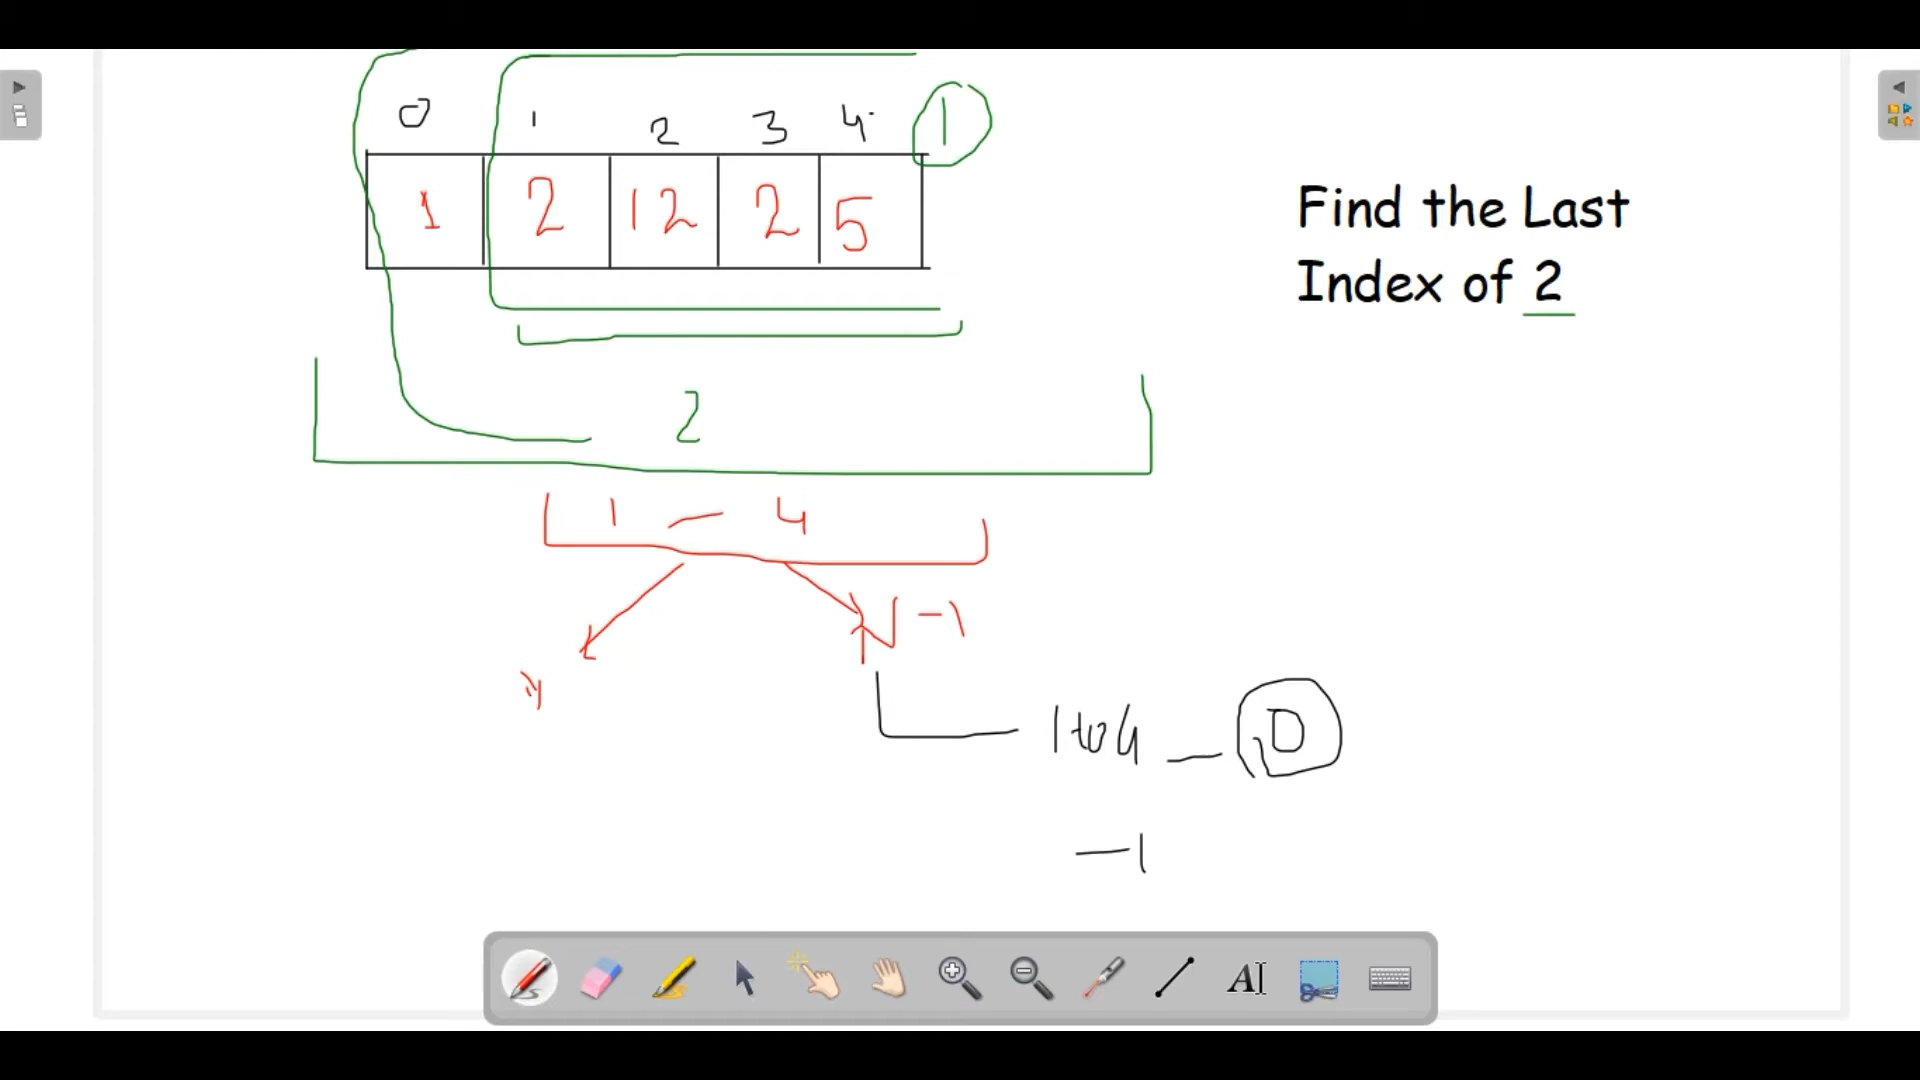 0 1 2 3 4 1
1 2 12 2 5
Find the Last
Index of 2
2
1 - 4
N -1
y
1 to 4 - 0
-1
AI